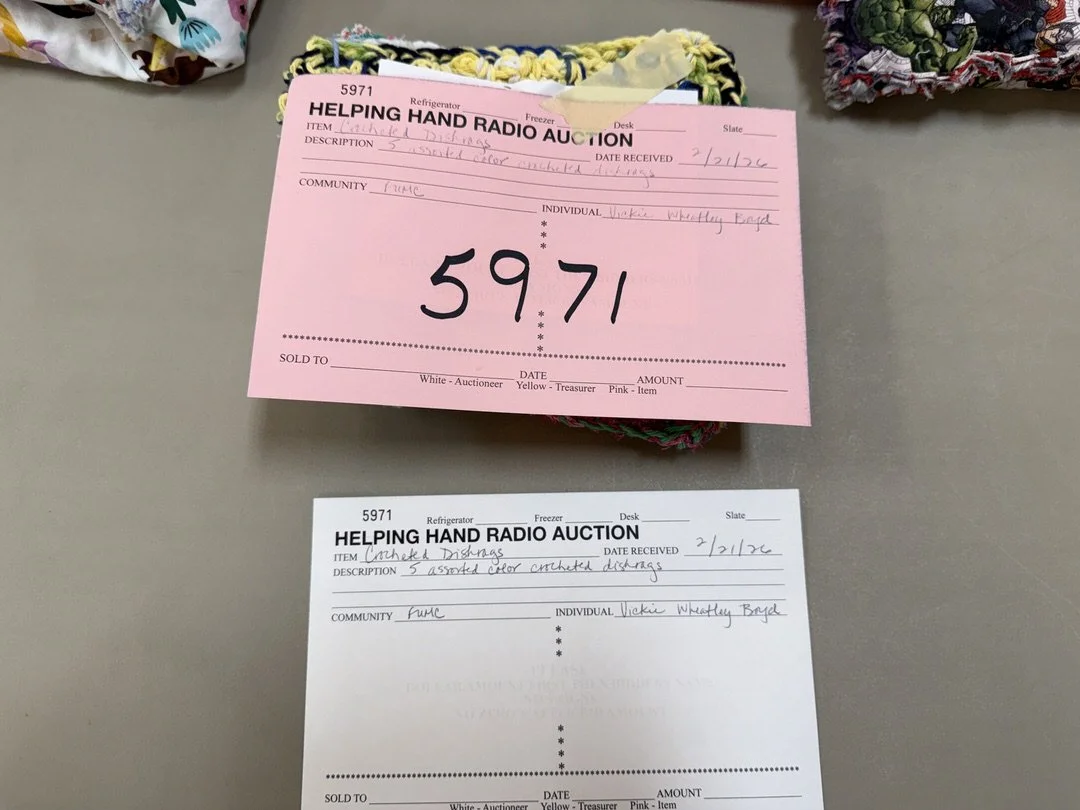 5971
Refrigerator Freezer Desk Slate
HELPING HAND RADIO AUCTION
ITEM Crocheted Dishrags
DATE RECEIVED 2/21/26
DESCRIPTION 5 assorted color crocheted dishrags
COMMUNITY FUMC
INDIVIDUAL Vickie Wheatley Boyd
*
*
*
5971
*
*
*
*
SOLD TO DATE AMOUNT
White - Auctioneer Yellow - Treasurer Pink - Item
5971
Refrigerator Freezer Desk Slate
HELPING HAND RADIO AUCTION
ITEM Crocheted Dishrags DATE RECEIVED 2/21/26
DESCRIPTION 5 assorted color crocheted dishrags
COMMUNITY FUMC INDIVIDUAL Vickie Wheatley Boyd
*
*
*
*
*
*
*
SOLD TO DATE AMOUNT
White - Auctioneer Yellow - Treasurer Pink - Item